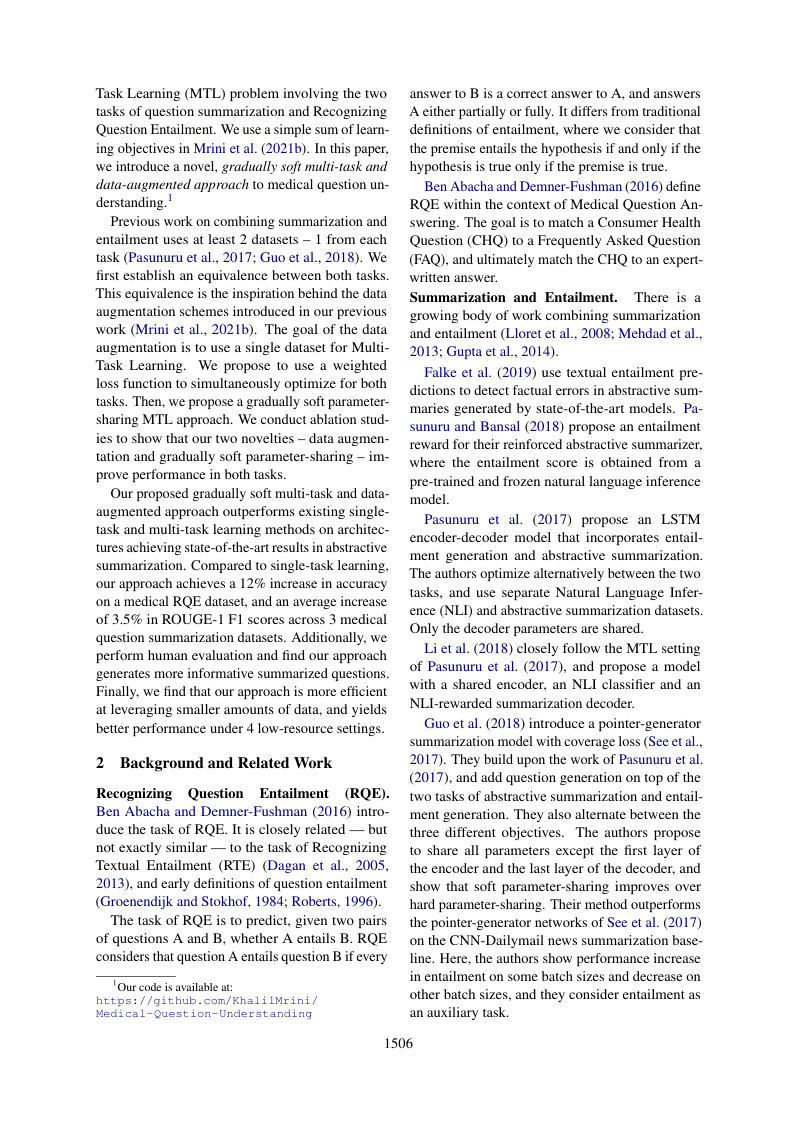 Task Learning (MTL) problem involving the two
tasks of question summarization and Recognizing
Question Entailment. We use a simple sum of learn-
ing objectives in Mrini et al. (2021b). In this paper,
we introduce a novel, gradually soft multi-task and
data-augmented approach to medical question un-
derstanding.1
Previous work on combining summarization and
entailment uses at least 2 datasets – 1 from each
task (Pasunuru et al., 2017; Guo et al., 2018). We
first establish an equivalence between both tasks.
This equivalence is the inspiration behind the data
augmentation schemes introduced in our previous
work (Mrini et al., 2021b). The goal of the data
augmentation is to use a single dataset for Multi-
Task Learning. We propose to use a weighted
loss function to simultaneously optimize for both
tasks. Then, we propose a gradually soft parameter-
sharing MTL approach. We conduct ablation stud-
ies to show that our two novelties – data augmen-
tation and gradually soft parameter-sharing – im-
prove performance in both tasks.
Our proposed gradually soft multi-task and data-
augmented approach outperforms existing single-
task and multi-task learning methods on architec-
tures achieving state-of-the-art results in abstractive
summarization. Compared to single-task learning,
our approach achieves a 12% increase in accuracy
on a medical RQE dataset, and an average increase
of 3.5% in ROUGE-1 F1 scores across 3 medical
question summarization datasets. Additionally, we
perform human evaluation and find our approach
generates more informative summarized questions.
Finally, we find that our approach is more efficient
at leveraging smaller amounts of data, and yields
better performance under 4 low-resource settings.
2 Background and Related Work
Recognizing Question Entailment (RQE).
Ben Abacha and Demner-Fushman (2016) intro-
duce the task of RQE. It is closely related — but
not exactly similar — to the task of Recognizing
Textual Entailment (RTE) (Dagan et al., 2005,
2013), and early definitions of question entailment
(Groenendijk and Stokhof, 1984; Roberts, 1996).
The task of RQE is to predict, given two pairs
of questions A and B, whether A entails B. RQE
considers that question A entails question B if every
1Our code is available at:
https://github.com/KhalilMrini/
Medical-Question-Understanding
answer to B is a correct answer to A, and answers
A either partially or fully. It differs from traditional
definitions of entailment, where we consider that
the premise entails the hypothesis if and only if the
hypothesis is true only if the premise is true.
Ben Abacha and Demner-Fushman (2016) define
RQE within the context of Medical Question An-
swering. The goal is to match a Consumer Health
Question (CHQ) to a Frequently Asked Question
(FAQ), and ultimately match the CHQ to an expert-
written answer.
Summarization and Entailment. There is a
growing body of work combining summarization
and entailment (Lloret et al., 2008; Mehdad et al.,
2013; Gupta et al., 2014).
Falke et al. (2019) use textual entailment pre-
dictions to detect factual errors in abstractive sum-
maries generated by state-of-the-art models. Pa-
sunuru and Bansal (2018) propose an entailment
reward for their reinforced abstractive summarizer,
where the entailment score is obtained from a
pre-trained and frozen natural language inference
model.
Pasunuru et al. (2017) propose an LSTM
encoder-decoder model that incorporates entail-
ment generation and abstractive summarization.
The authors optimize alternatively between the two
tasks, and use separate Natural Language Infer-
ence (NLI) and abstractive summarization datasets.
Only the decoder parameters are shared.
Li et al. (2018) closely follow the MTL setting
of Pasunuru et al. (2017), and propose a model
with a shared encoder, an NLI classifier and an
NLI-rewarded summarization decoder.
Guo et al. (2018) introduce a pointer-generator
summarization model with coverage loss (See et al.,
2017). They build upon the work of Pasunuru et al.
(2017), and add question generation on top of the
two tasks of abstractive summarization and entail-
ment generation. They also alternate between the
three different objectives. The authors propose
to share all parameters except the first layer of
the encoder and the last layer of the decoder, and
show that soft parameter-sharing improves over
hard parameter-sharing. Their method outperforms
the pointer-generator networks of See et al. (2017)
on the CNN-Dailymail news summarization base-
line. Here, the authors show performance increase
in entailment on some batch sizes and decrease on
other batch sizes, and they consider entailment as
an auxiliary task.
1506